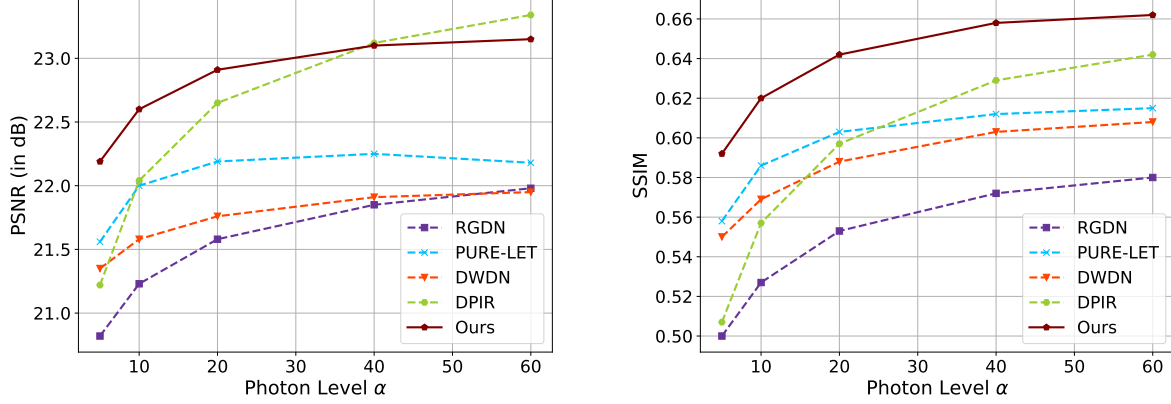 PSNR (in dB)
23.0
22.5
22.0
21.5
21.0
10 20 30 40 50 60
Photon Level α
RGDN
PURE-LET
DWDN
DPIR
Ours
SSIM
0.66
0.64
0.62
0.60
0.58
0.56
0.54
0.52
0.50
10 20 30 40 50 60
Photon Level α
RGDN
PURE-LET
DWDN
DPIR
Ours